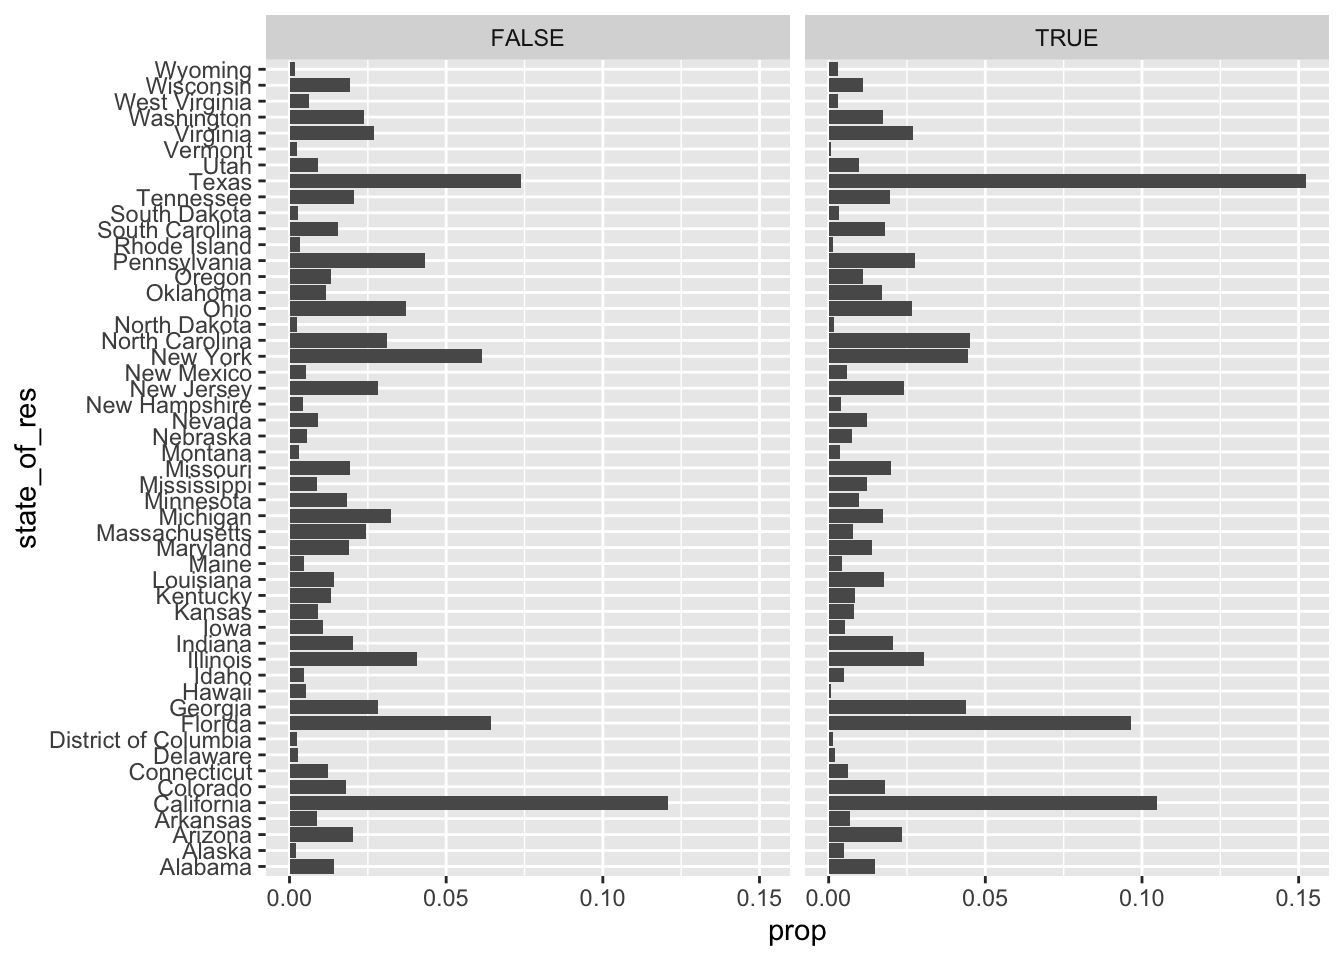 FALSE
TRUE
state_of_res
Wyoming
Wisconsin
West Virginia
Washington
Virginia
Vermont
Utah
Texas
Tennessee
South Dakota
South Carolina
Rhode Island
Pennsylvania
Oregon
Oklahoma
Ohio
North Dakota
North Carolina
New York
New Mexico
New Jersey
New Hampshire
Nevada
Nebraska
Montana
Missouri
Mississippi
Minnesota
Michigan
Massachusetts
Maryland
Maine
Louisiana
Kentucky
Kansas
Iowa
Indiana
Illinois
Idaho
Hawaii
Georgia
Florida
District of Columbia
Delaware
Connecticut
Colorado
California
Arkansas
Arizona
Alaska
Alabama
0.00 0.05 0.10 0.15
0.00 0.05 0.10 0.15
prop